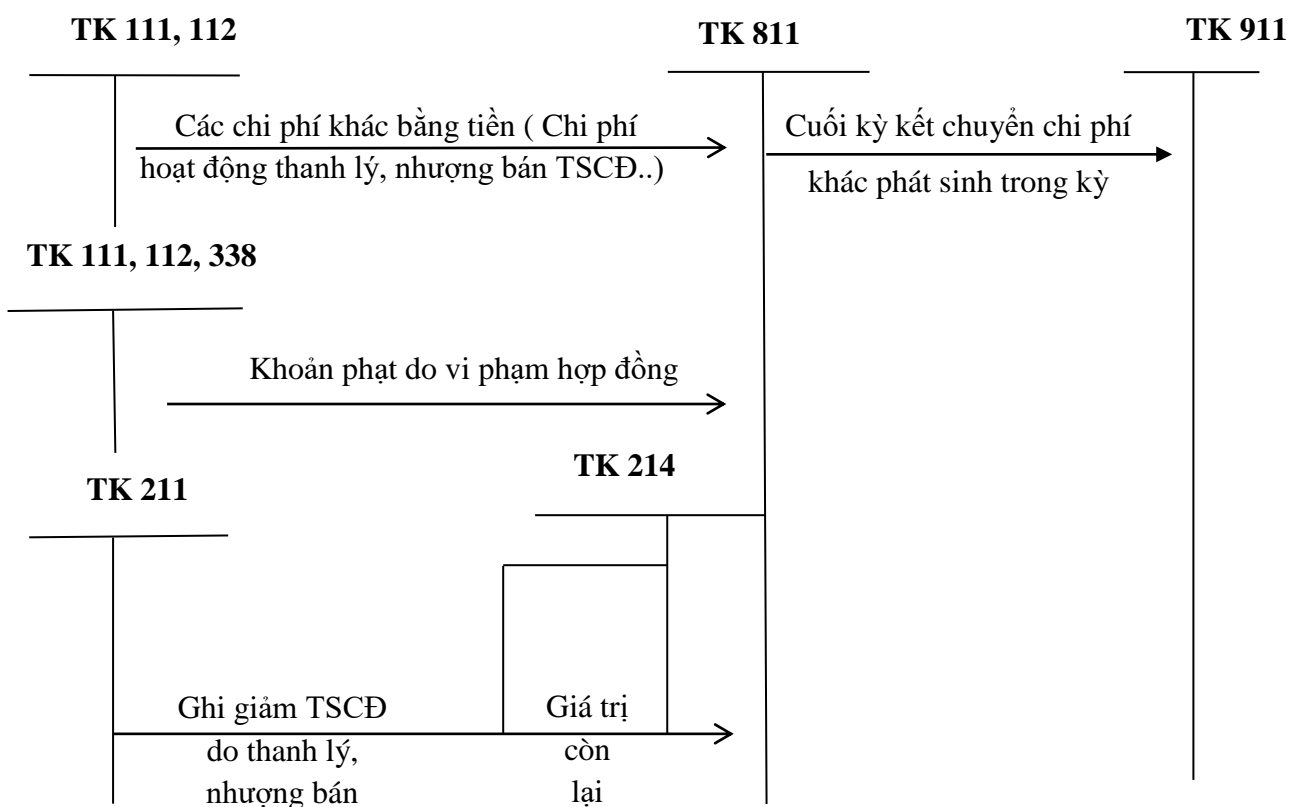 TK 111, 112
TK 811
TK 911
Các chi phí khác bằng tiền ( Chi phí
hoạt động thanh lý, nhượng bán TSCĐ..)
Cuối kỳ kết chuyển chi phí
khác phát sinh trong kỳ
TK 111, 112, 338
Khoản phạt do vi phạm hợp đồng
TK 214
TK 211
Ghi giảm TSCĐ
do thanh lý,
nhượng bán
Giá trị
còn
lại